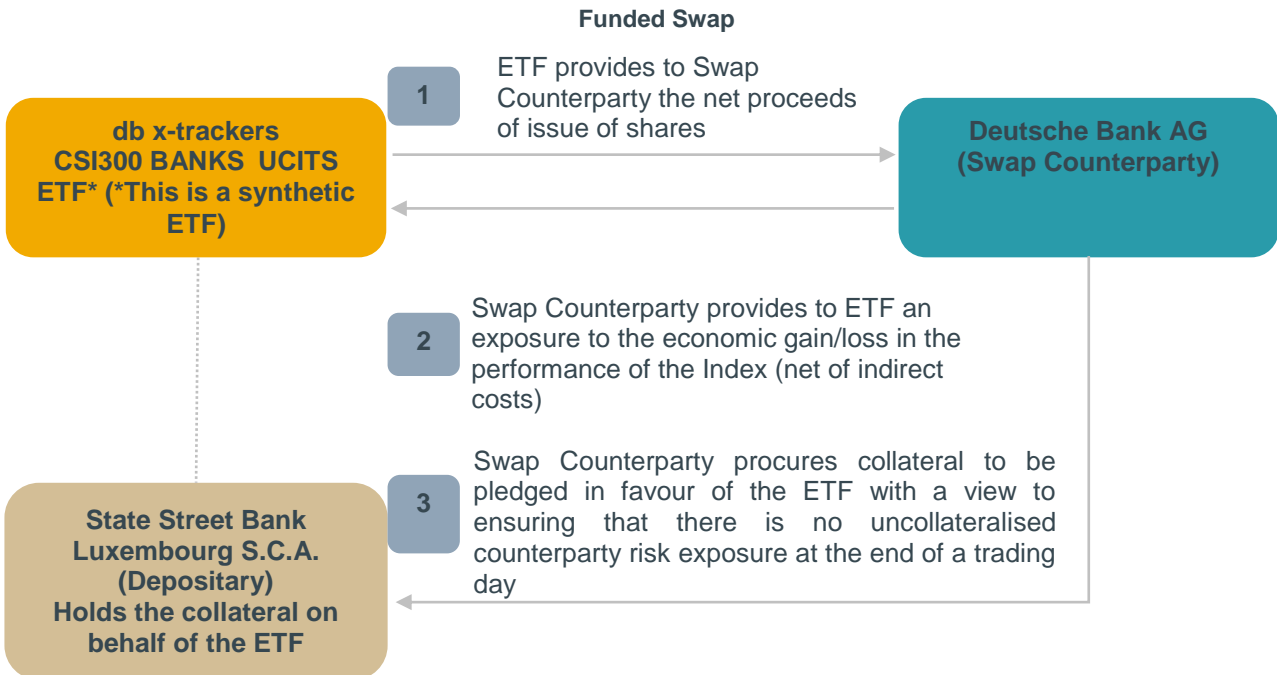 Funded Swap
1
ETF provides to Swap
Counterparty the net proceeds
of issue of shares
db x-trackers
CSI300 BANKS UCITS
ETF* (*This is a synthetic
ETF)
Deutsche Bank AG
(Swap Counterparty)
2
Swap Counterparty provides to ETF an
exposure to the economic gain/loss in the
performance of the Index (net of indirect
costs)
3
Swap Counterparty procures collateral to be
pledged in favour of the ETF with a view to
ensuring that there is no uncollateralised
counterparty risk exposure at the end of a trading
day
State Street Bank
Luxembourg S.C.A.
(Depositary)
Holds the collateral on
behalf of the ETF